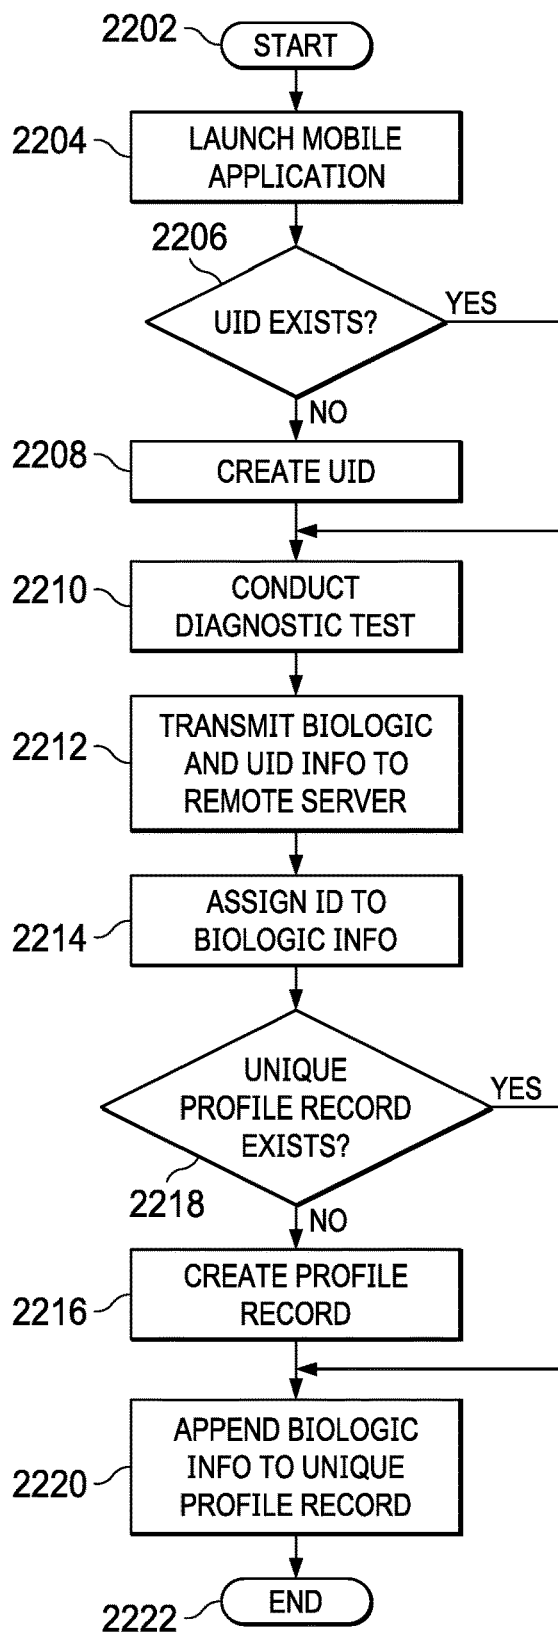 2202
START
2204
LAUNCH MOBILE
APPLICATION
2206
UID EXISTS?
YES
NO
2208
CREATE UID
2210
CONDUCT
DIAGNOSTIC TEST
2212
TRANSMIT BIOLOGIC
AND UID INFO TO
REMOTE SERVER
2214
ASSIGN ID TO
BIOLOGIC INFO
UNIQUE
PROFILE RECORD
EXISTS?
YES
2218
NO
2216
CREATE PROFILE
RECORD
2220
APPEND BIOLOGIC
INFO TO UNIQUE
PROFILE RECORD
2222
END